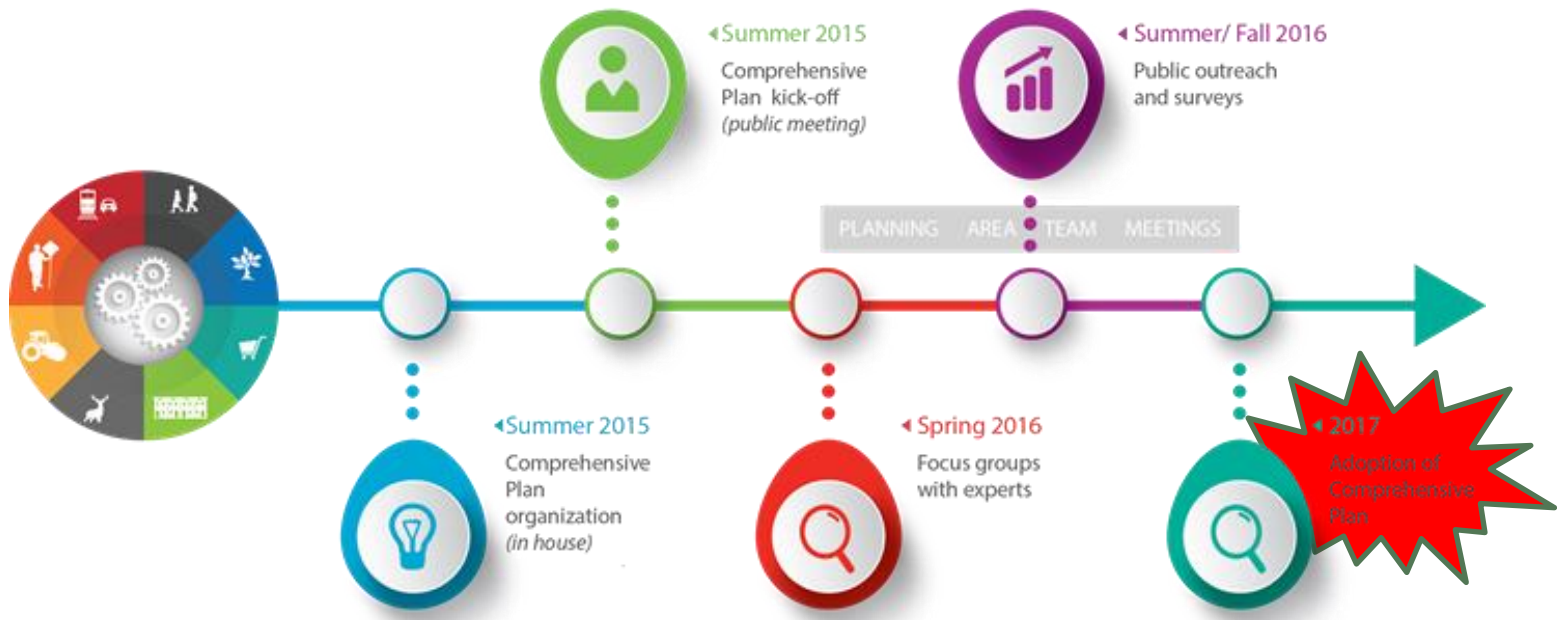 Summer 2015
Comprehensive
Plan kick-off
(public meeting)
Summer/ Fall 2016
Public outreach
and surveys
PLANNING AREA TEAM MEETINGS
Summer 2015
Comprehensive
Plan
organization
(in house)
Spring 2016
Focus groups
with experts
2017
Adoption of
Comprehensive
Plan